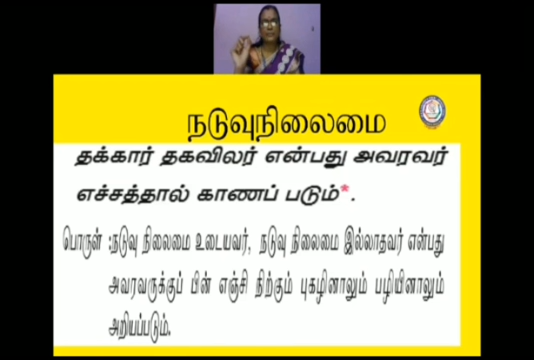 நடுவுநிலைமை
தக்கார் தகவிலர் என்பது அவரவர்
எச்சத்தால் காணப் படும்*.
பொருள் :நடுவு நிலைமை உடையவர், நடுவு நிலைமை இல்லாதவர் என்பது
அவரவருக்குப் பின் எஞ்சி நிற்கும் புகழினாலும் பழியினாலும்
அறியப்படும்.